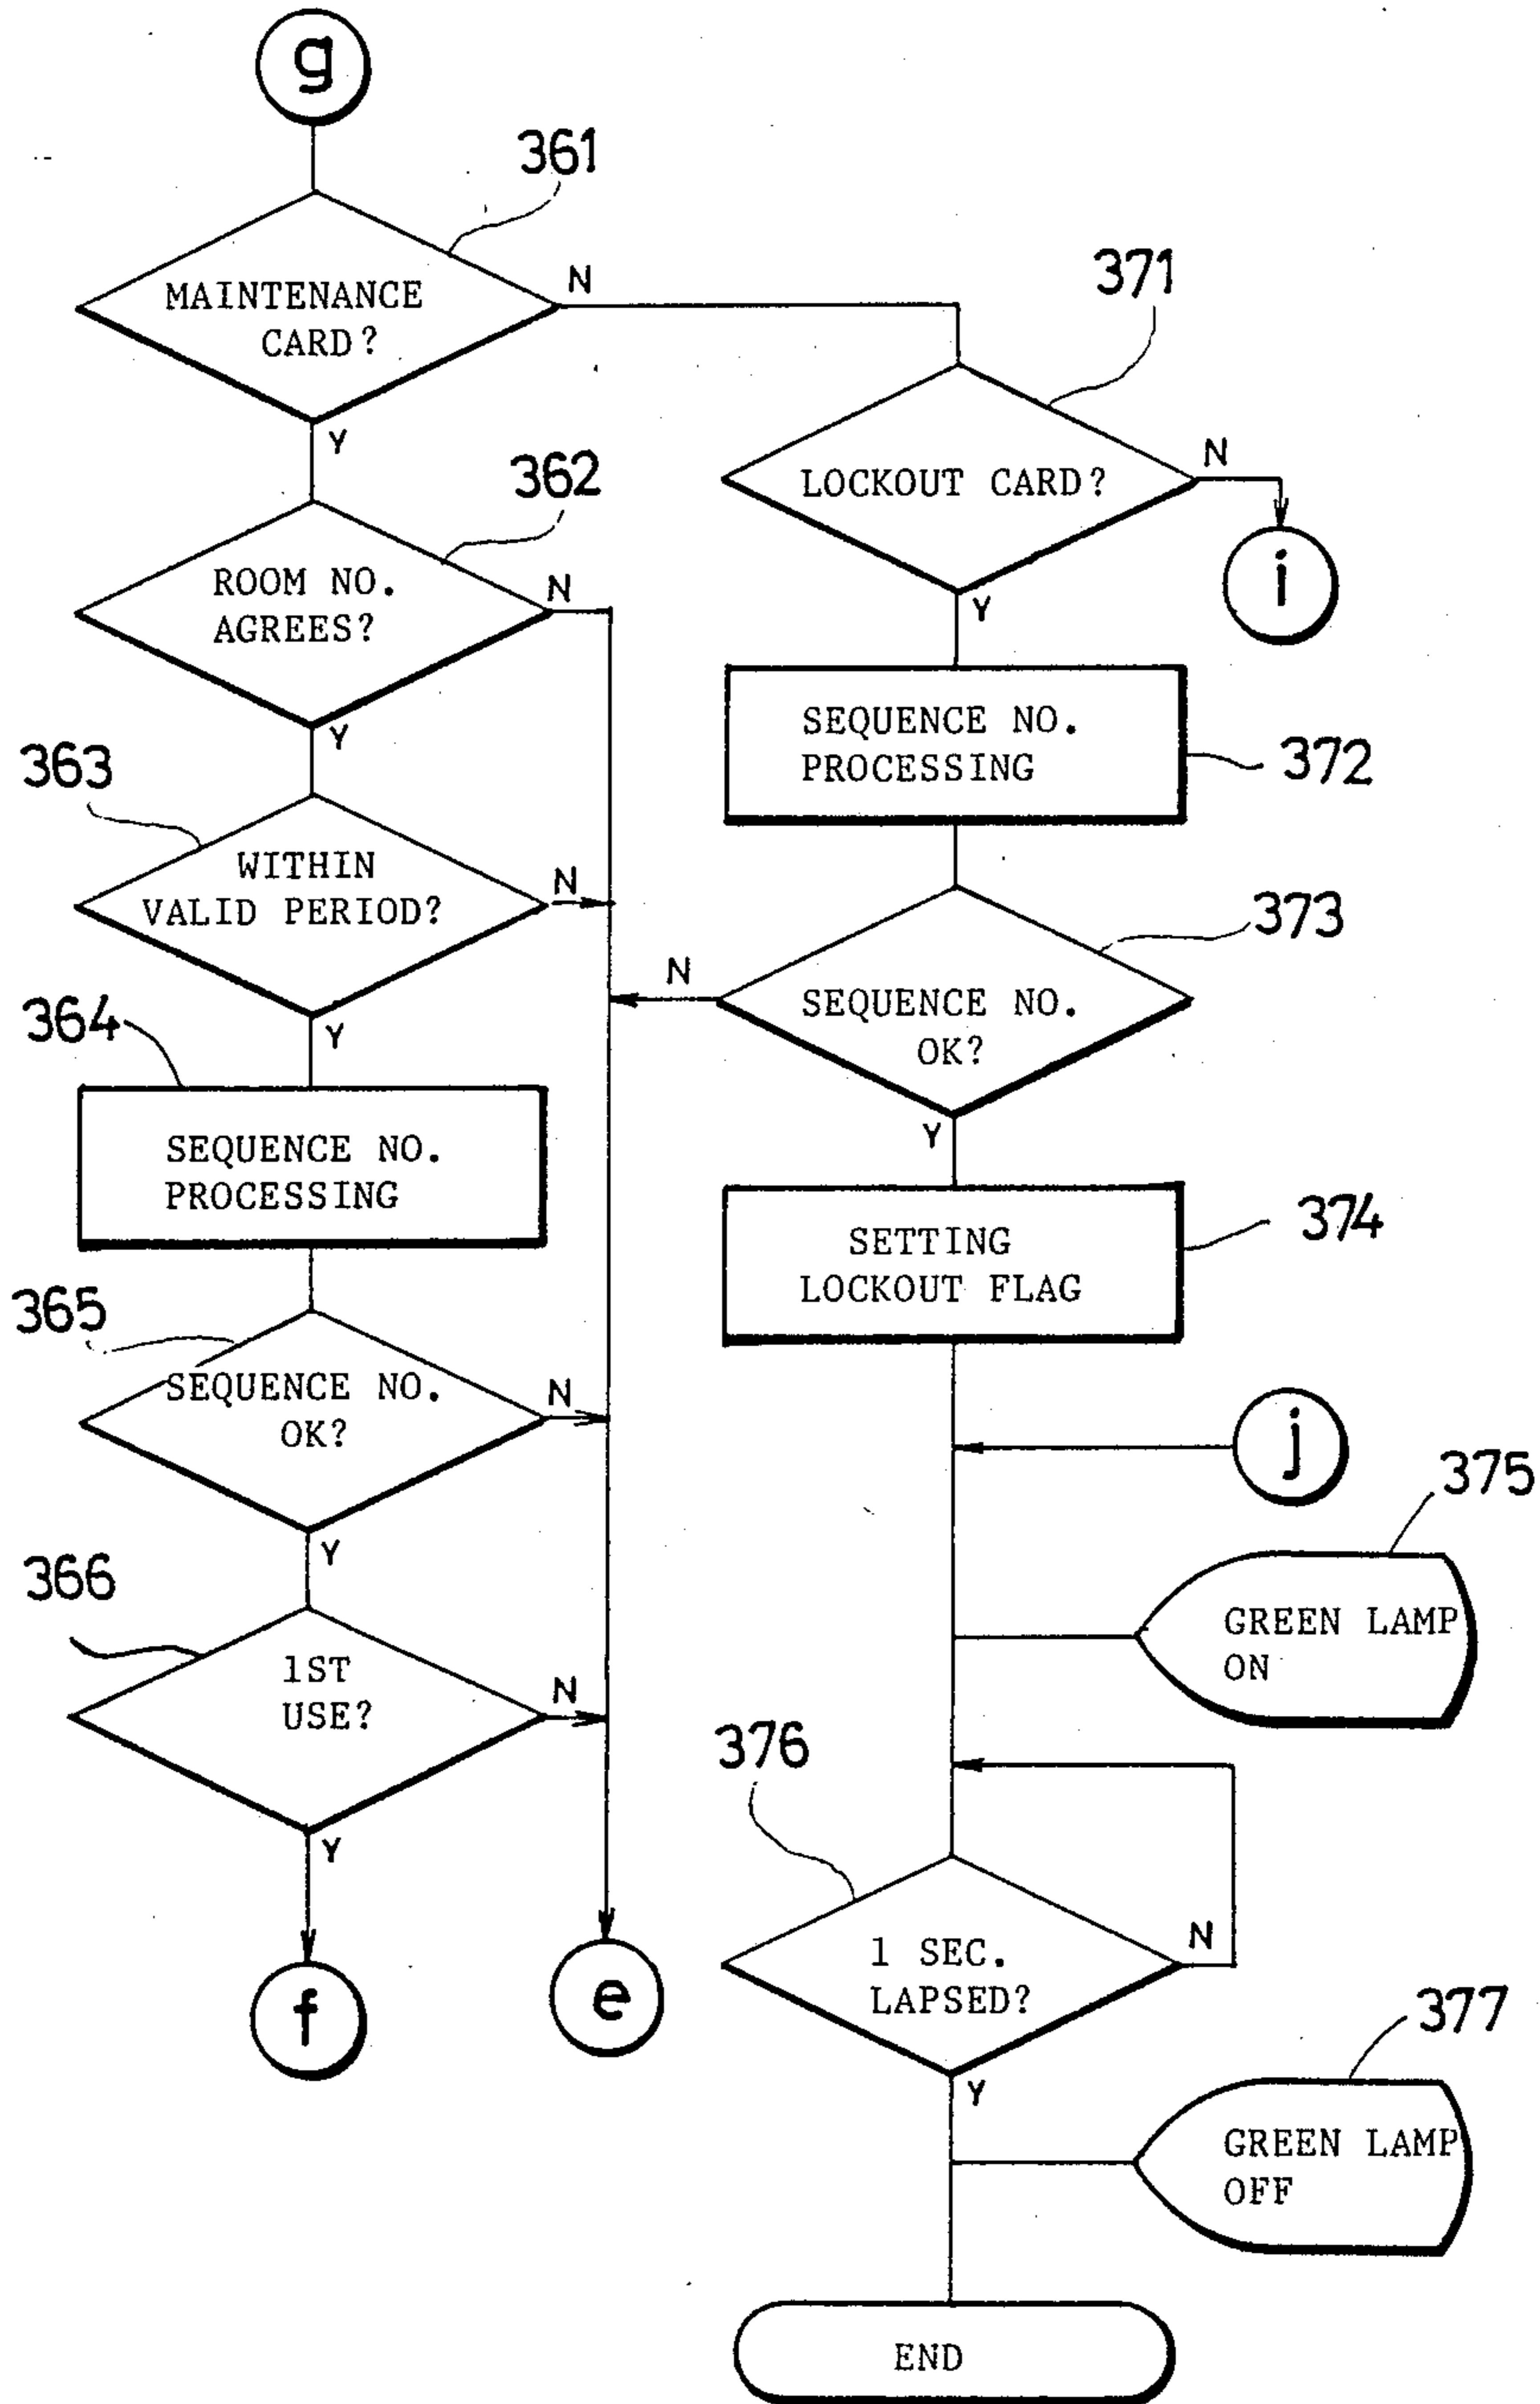 g
361
MAINTENANCE
CARD?
N
Y
362
ROOM NO.
AGREES?
N
Y
363
WITHIN
VALID PERIOD?
N
Y
364
SEQUENCE NO.
PROCESSING
365
SEQUENCE NO.
OK?
N
Y
366
1ST
USE?
N
Y
f
e
371
LOCKOUT CARD?
N
i
Y
SEQUENCE NO.
PROCESSING
372
373
N
SEQUENCE NO.
OK?
Y
SETTING
LOCKOUT FLAG
374
j
375
GREEN LAMP
ON
376
1 SEC.
LAPSED?
N
Y
377
GREEN LAMP
OFF
END